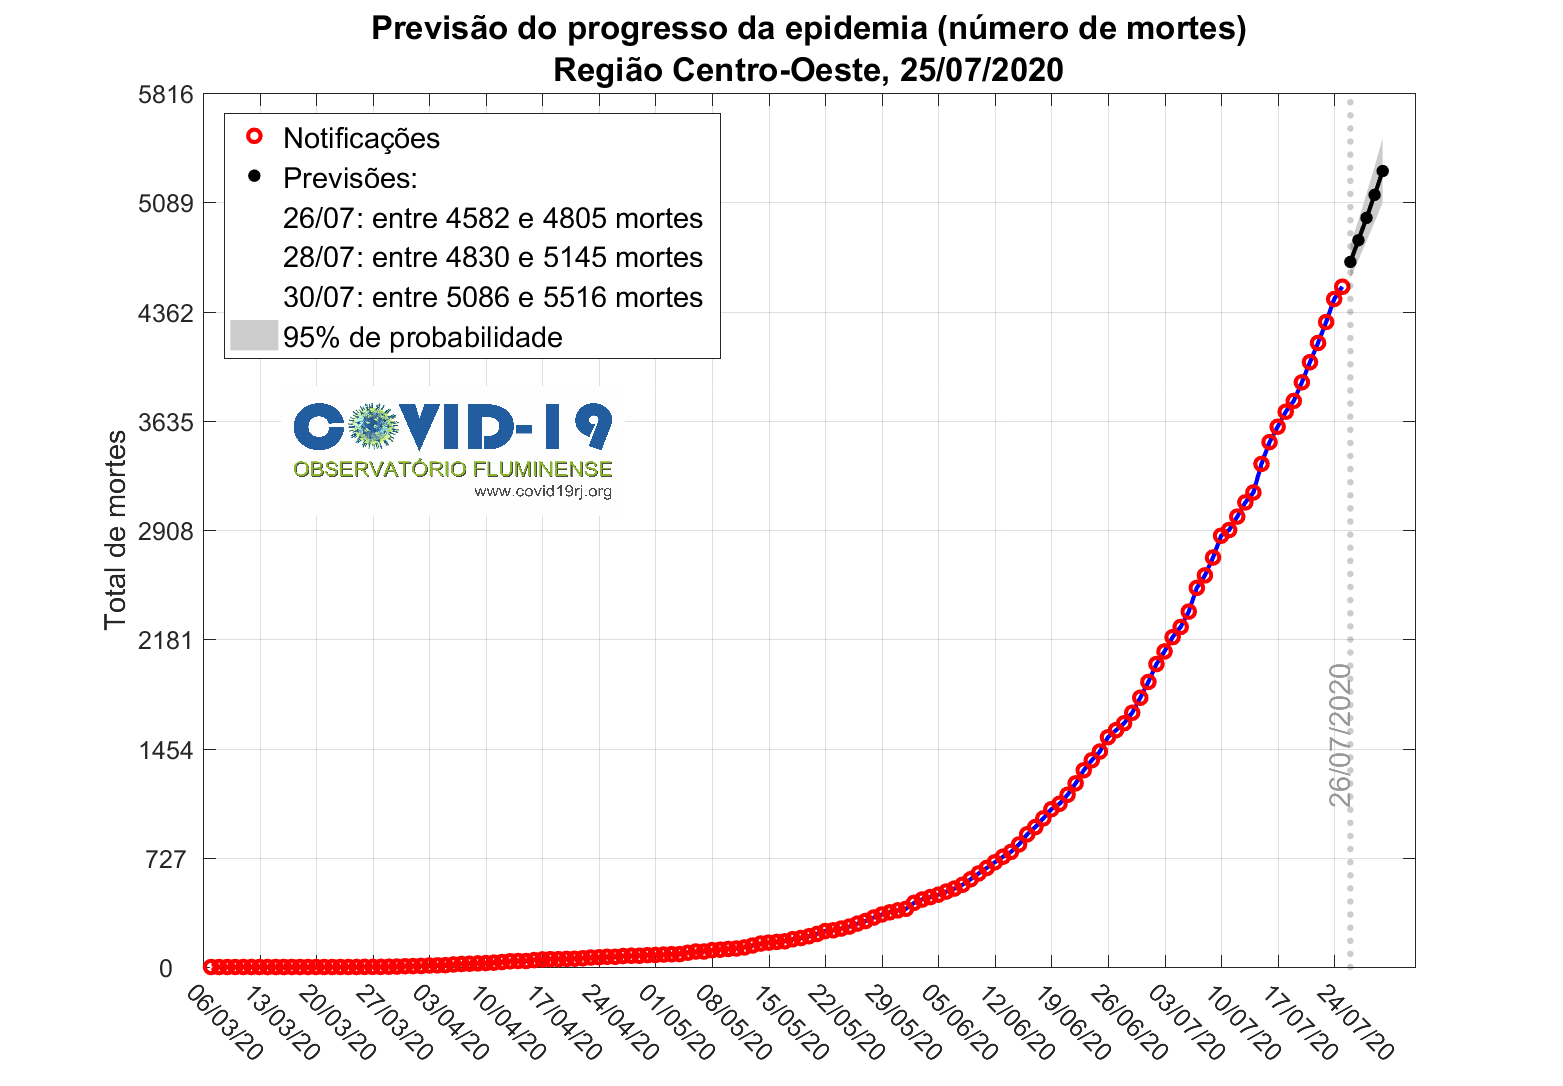 Previsão do progresso da epidemia (número de mortes)
Região Centro-Oeste, 25/07/2020
5816
5089
4362
3635
2908
2181
1454
727
0
Total de mortes
Notificações
Previsões:
26/07: entre 4582 e 4805 mortes
28/07: entre 4830 e 5145 mortes
30/07: entre 5086 e 5516 mortes
95% de probabilidade
COVID-19
OBSERVATÓRIO FLUMINENSE
www.covid19rj.org
26/07/2020
06/03/20
13/03/20
20/03/20
27/03/20
03/04/20
10/04/20
17/04/20
24/04/20
01/05/20
08/05/20
15/05/20
22/05/20
29/05/20
05/06/20
12/06/20
19/06/20
26/06/20
03/07/20
10/07/20
17/07/20
24/07/20